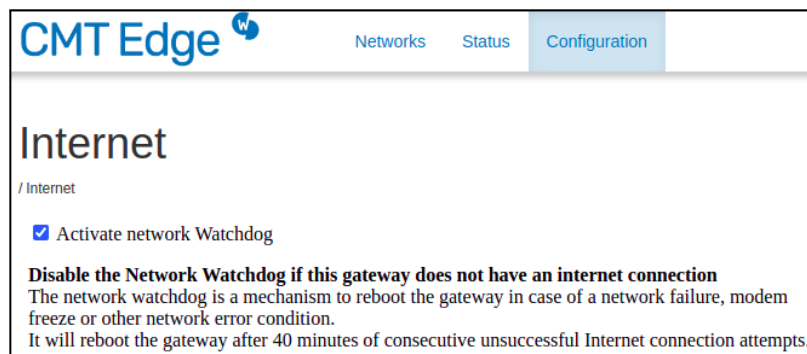 CMT Edge W
Networks Status Configuration
Internet
/ Internet
Activate network Watchdog
Disable the Network Watchdog if this gateway does not have an internet connection
The network watchdog is a mechanism to reboot the gateway in case of a network failure, modem
freeze or other network error condition.
It will reboot the gateway after 40 minutes of consecutive unsuccessful Internet connection attempts